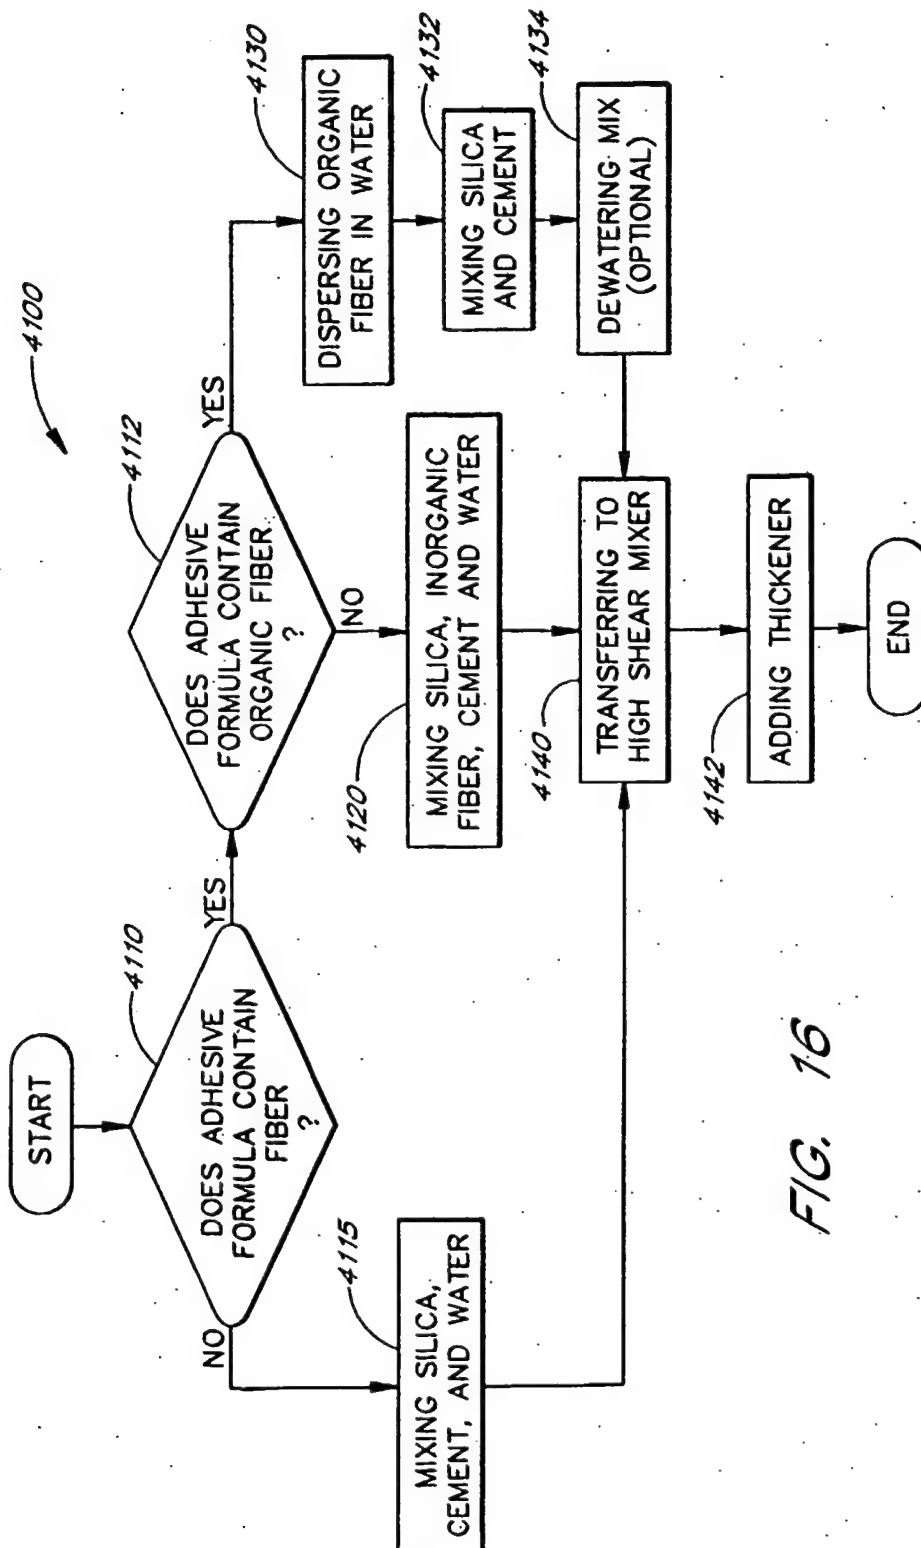 4100
START
4110
DOES ADHESIVE
FORMULA CONTAIN
FIBER
?
NO
YES
4112
DOES ADHESIVE
FORMULA CONTAIN
ORGANIC FIBER
?
YES
NO
4115
MIXING SILICA,
CEMENT, AND WATER
4120
MIXING SILICA, INORGANIC
FIBER, CEMENT AND WATER
4130
DISPERSING ORGANIC
FIBER IN WATER
4132
MIXING SILICA
AND CEMENT
4134
DEWATERING MIX
(OPTIONAL)
4140
TRANSFERRING TO
HIGH SHEAR MIXER
4142
ADDING THICKENER
END
FIG. 16